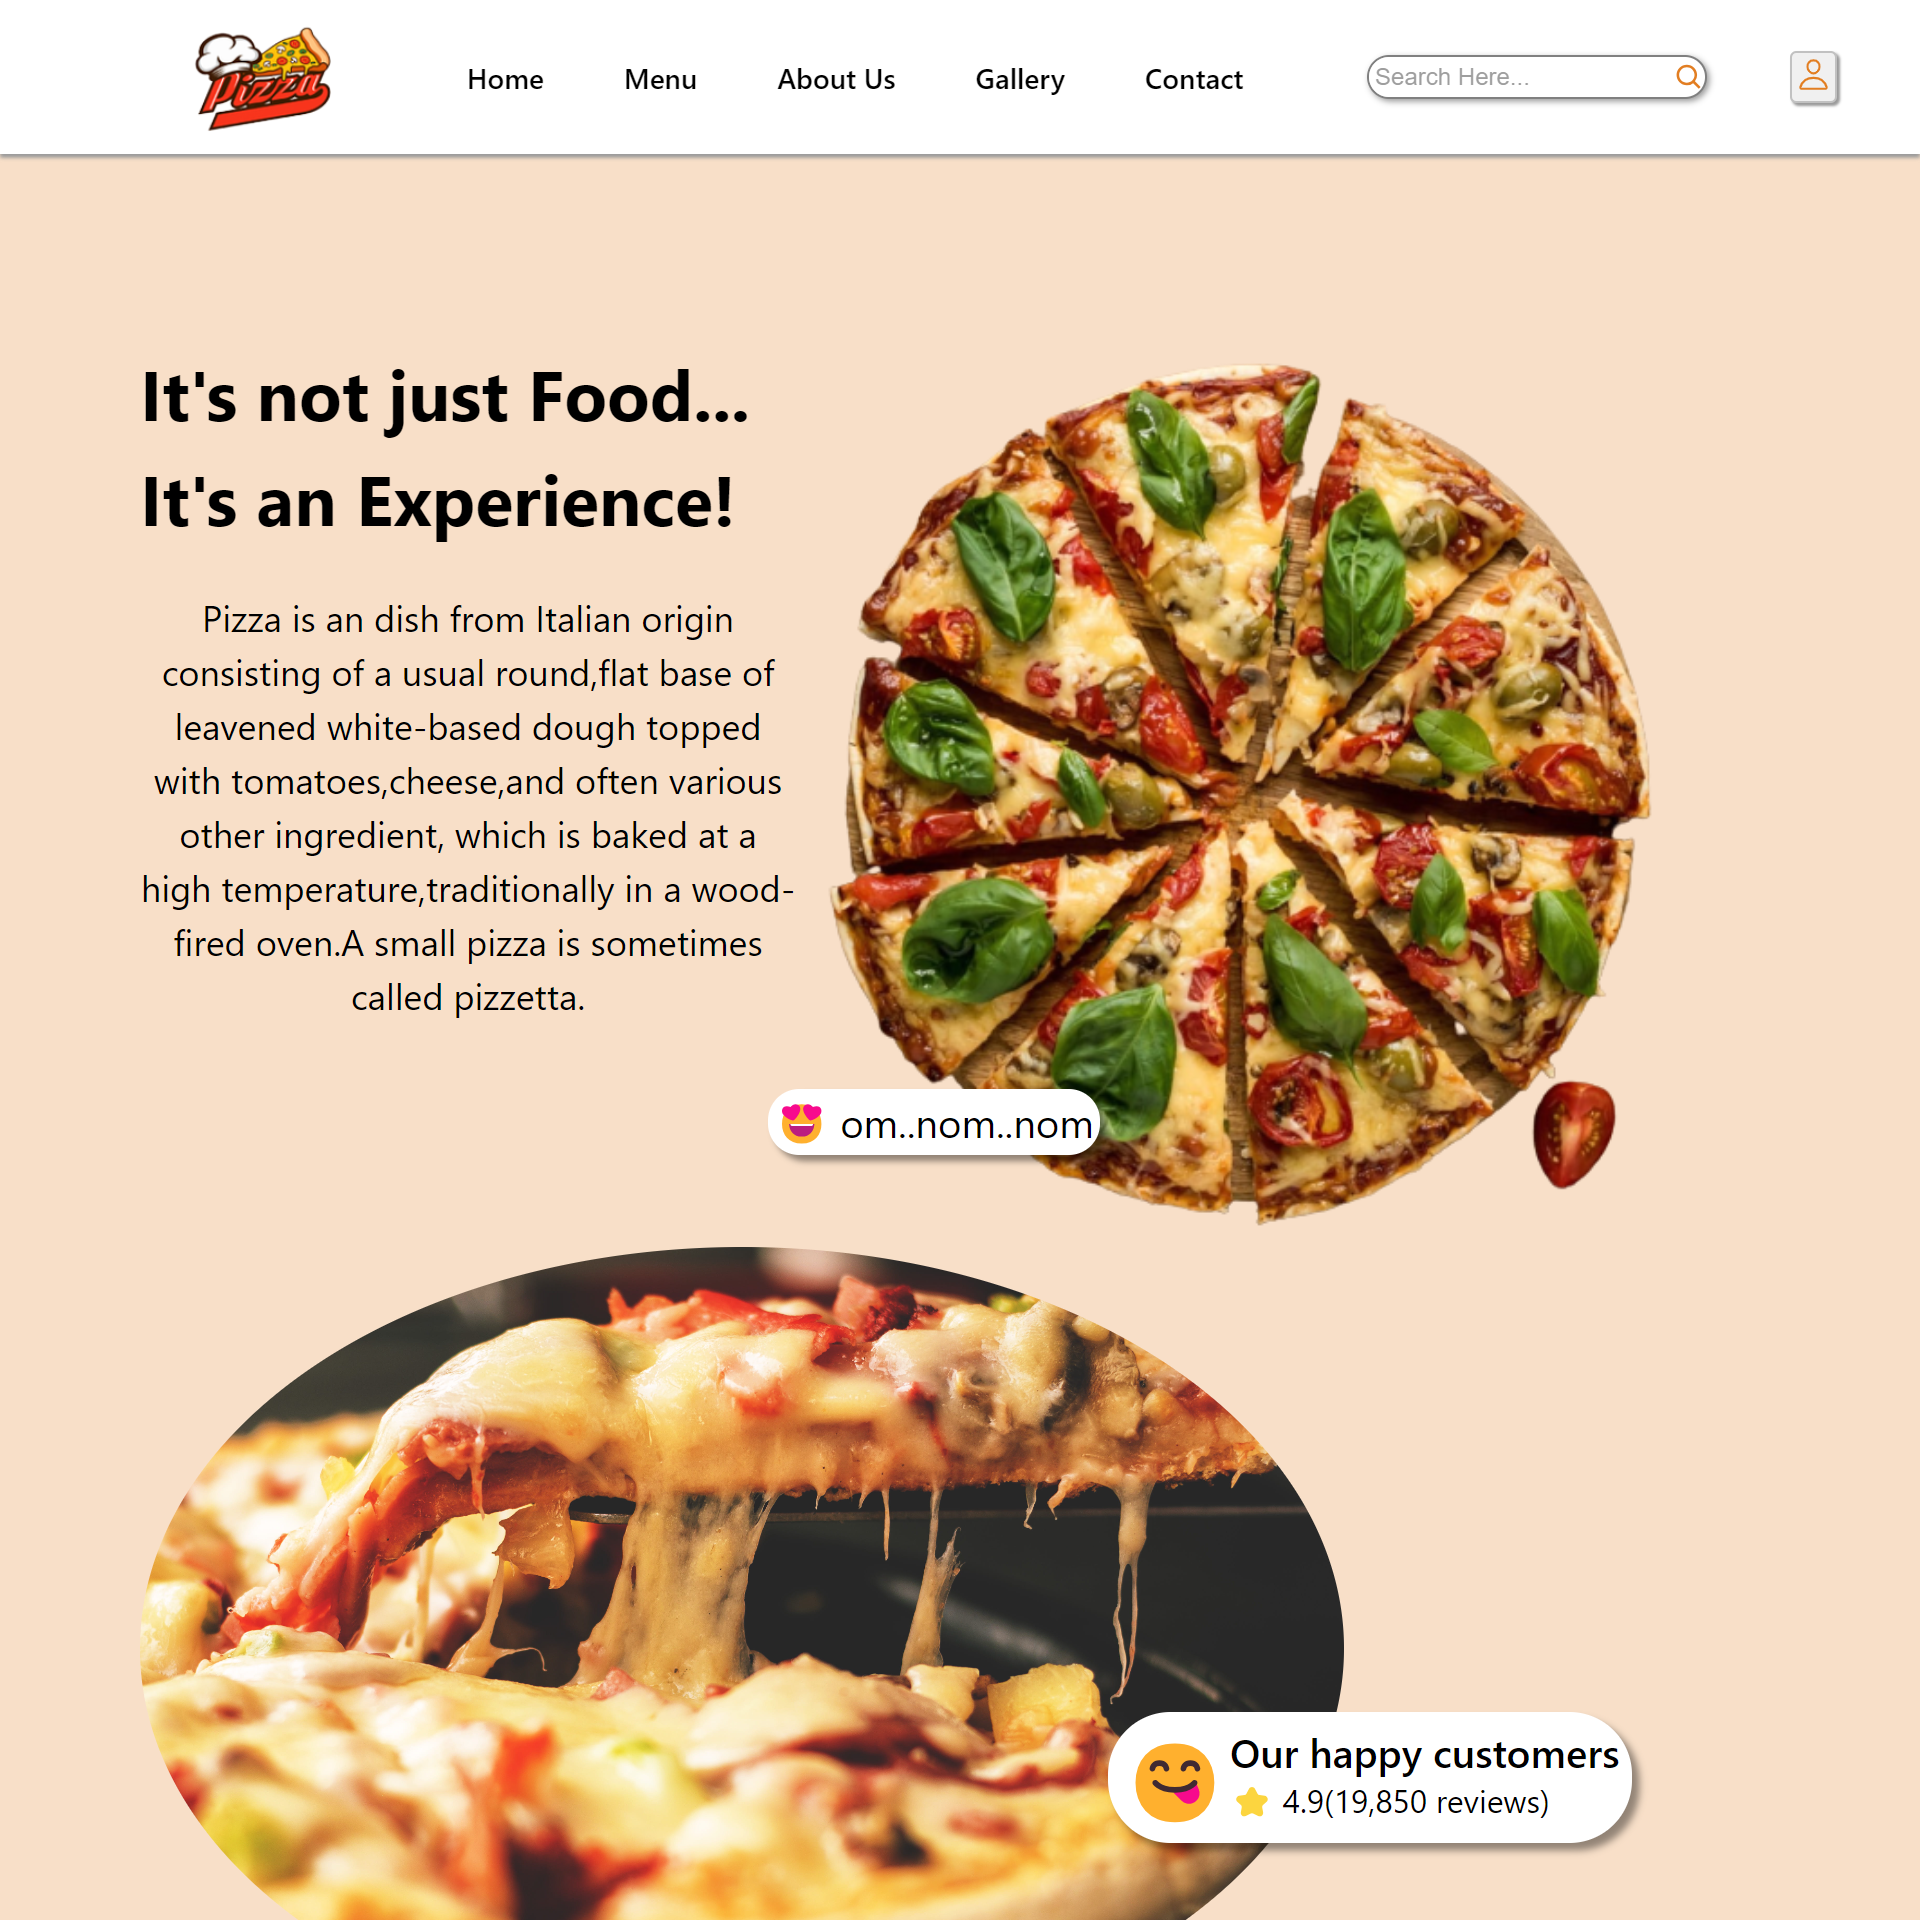 Pizza
Home
Menu
About Us
Gallery
Contact
Search Here...
It's not just Food...
It's an Experience!
Pizza is an dish from Italian origin
consisting of a usual round,flat base of
leavened white-based dough topped
with tomatoes,cheese,and often various
other ingredient, which is baked at a
high temperature,traditionally in a wood-
fired oven.A small pizza is sometimes
called pizzetta.
om..nom..nom
Our happy customers
4.9(19,850 reviews)